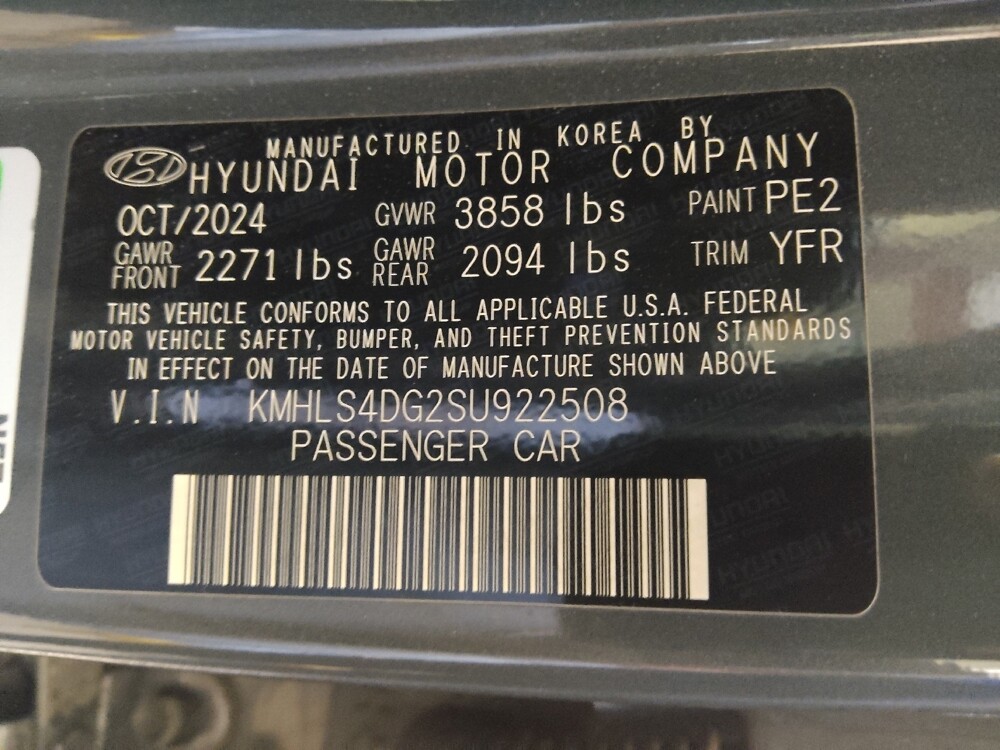 MANUFACTURED IN KOREA BY
HYUNDAI MOTOR COMPANY
OCT/2024 GVWR 3858 lbs PAINT PE2
GAWR FRONT 2271 lbs GAWR REAR 2094 lbs TRIM YFR
THIS VEHICLE CONFORMS TO ALL APPLICABLE U.S.A. FEDERAL
MOTOR VEHICLE SAFETY, BUMPER, AND THEFT PREVENTION STANDARDS
IN EFFECT ON THE DATE OF MANUFACTURE SHOWN ABOVE
V.I.N KMHLS4DG2SU922508
PASSENGER CAR